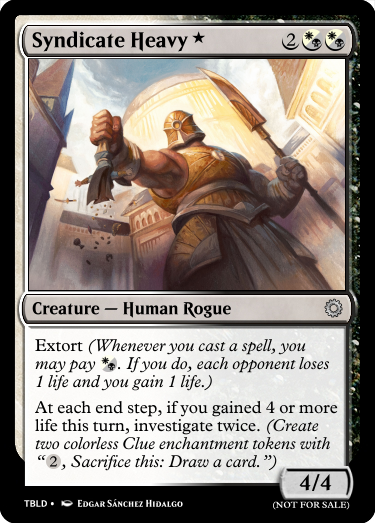 Syndicate Heavy ★ 2
Creature — Human Rogue
Extort (Whenever you cast a spell, you
may pay . If you do, each opponent loses
1 life and you gain 1 life.)
At each end step, if you gained 4 or more
life this turn, investigate twice. (Create
two colorless Clue enchantment tokens with
“2, Sacrifice this: Draw a card.”)
4/4
TBLD • Edgar Sánchez Hidalgo
(NOT FOR SALE)